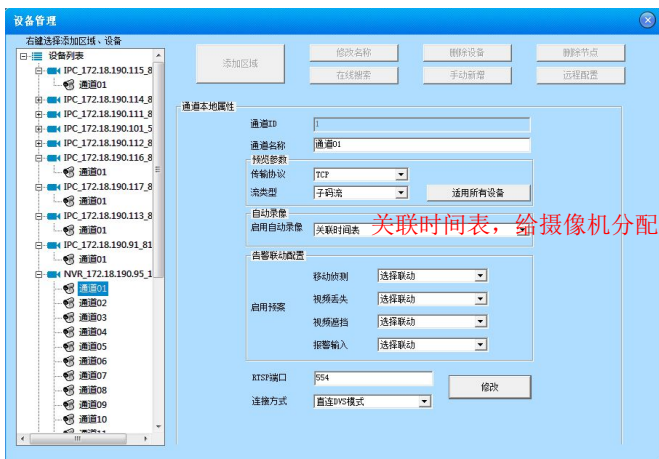 设备管理
右键选择添加区域、设备
设备列表
IPC_172.18.190.115_8
通道01
IPC_172.18.190.114_8
IPC_172.18.190.111_8
IPC_172.18.190.101_5
IPC_172.18.190.112_8
IPC_172.18.190.116_8
通道01
IPC_172.18.190.117_8
通道01
IPC_172.18.190.113_8
通道01
IPC_172.18.190.91_81
通道01
NVR_172.18.190.95_1
通道01
通道02
通道03
通道04
通道05
通道06
通道07
通道08
通道09
通道10
通道11
添加区域
修改名称
删除设备
删除节点
在线搜索
手动新增
远程配置
通道本地属性
通道ID
1
通道名称
通道01
预览参数
传输协议
TCP
流类型
子码流
适用所有设备
自动录像
启用自动录像
关联时间表
关联时间表，给摄像机分配
告警联动配置
启用预案
移动侦测
选择联动
视频丢失
选择联动
视频遮挡
选择联动
报警输入
选择联动
RTSP端口
554
连接方式
直连DVS模式
修改